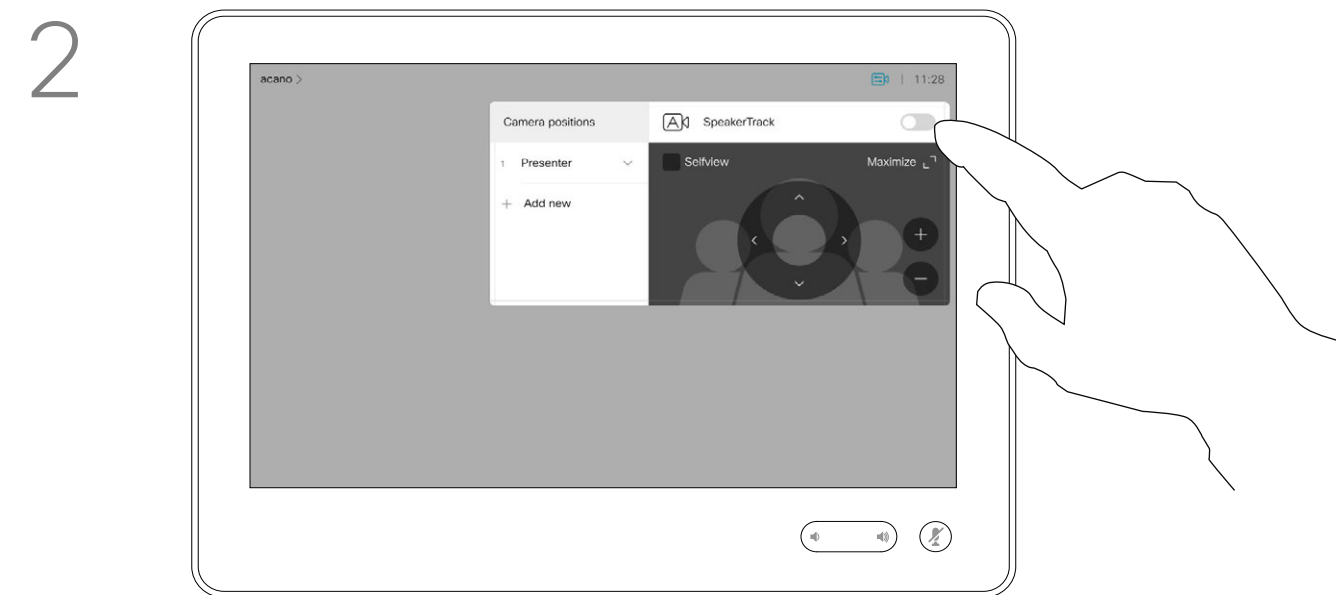 2
acano > | 11:28
Camera positions
A SpeakerTrack
1 Presenter
Selfview Maximize
+ Add new
+
−